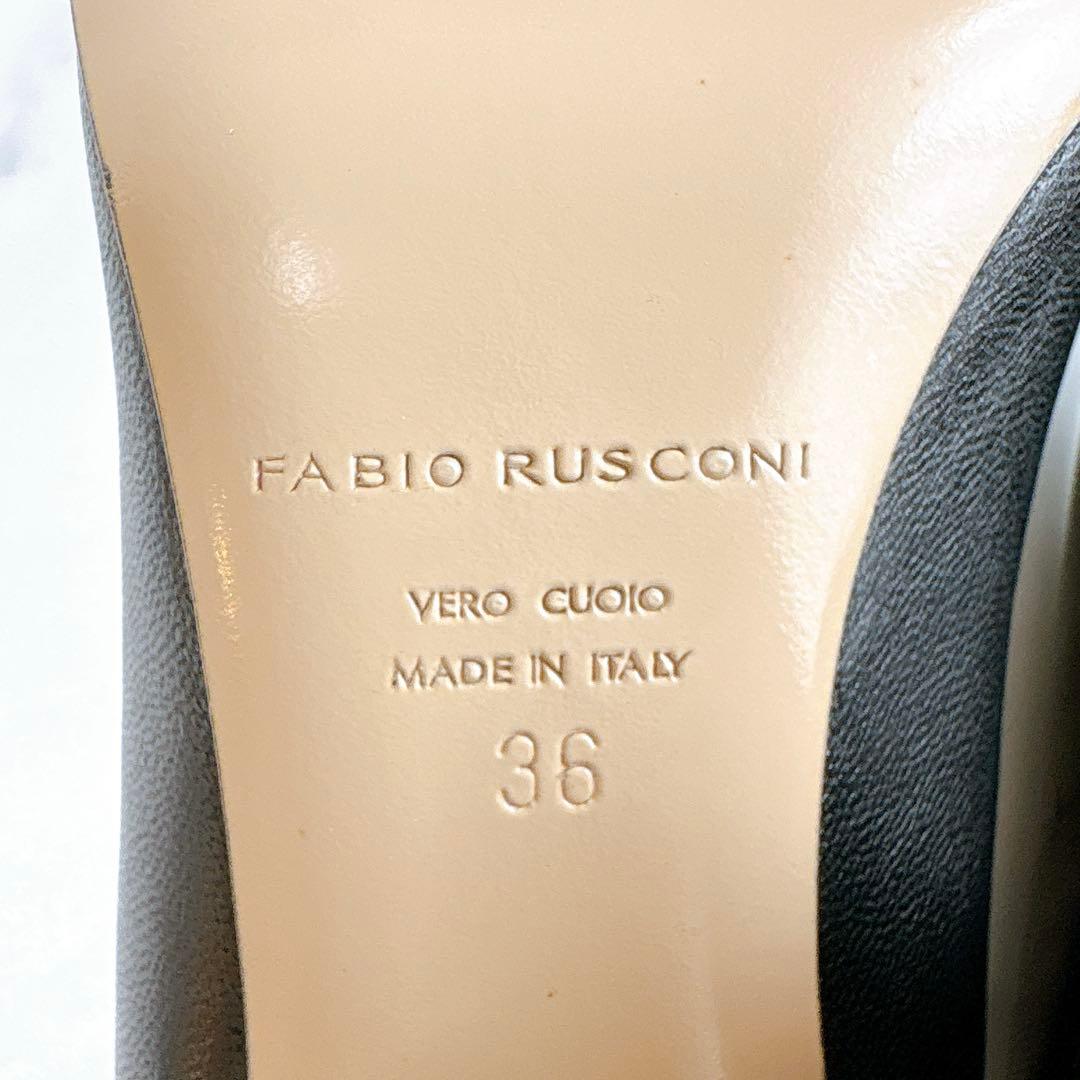 FABIO RUSCONI
VERO CUOIO
MADE IN ITALY
36